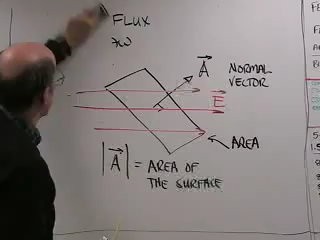 FLUX
A NORMAL
VECTOR
E
AREA
|A| = AREA OF
THE SURFACE